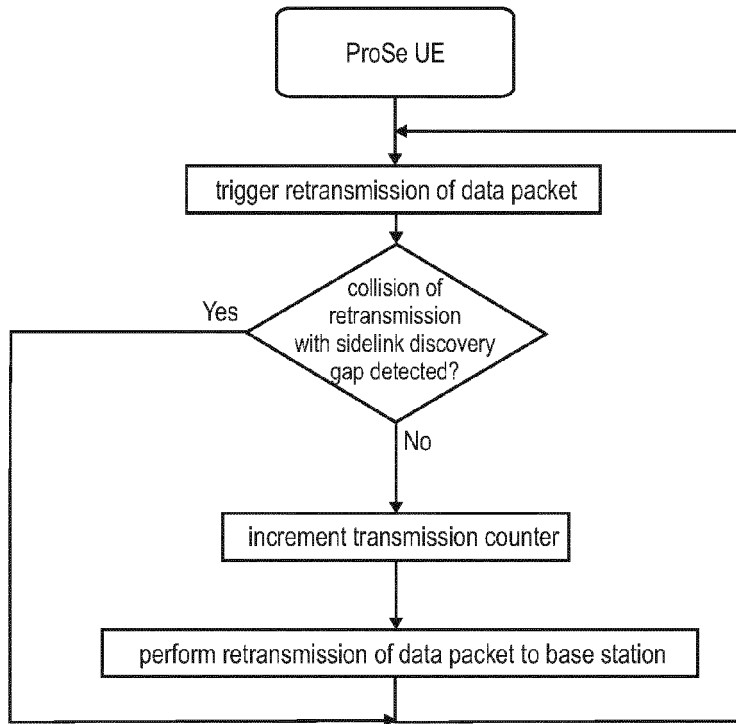 ProSe UE
trigger retransmission of data packet
collision of
retransmission
with sidelink discovery
gap detected?
Yes
No
increment transmission counter
perform retransmission of data packet to base station